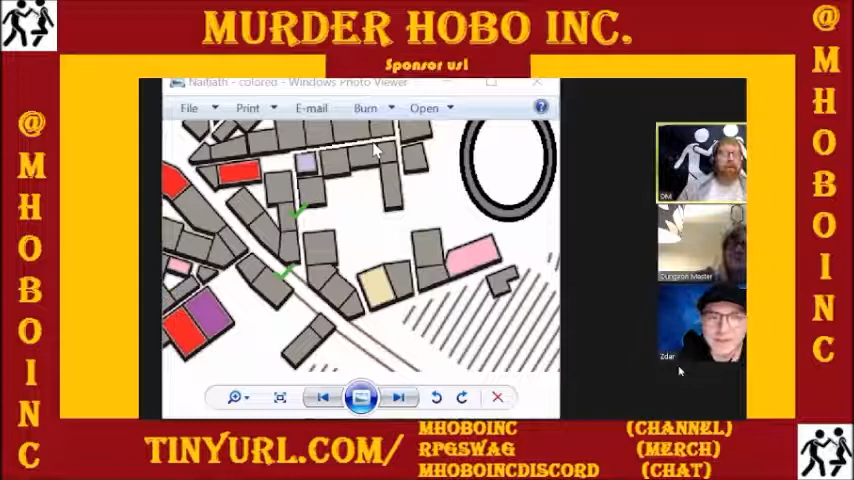 MURDER HOBO INC.
Sponsor us!
@MHOBOINC
Naibath - colored - Windows Photo Viewer
File Print E-mail Burn Open
DM
Dungeon Master
Zdar
@MHOBOINC
TINYURL.COM/
MHOBOINC (CHANNEL)
RPGSWAG (MERCH)
MHOBOINCDISCORD (CHAT)